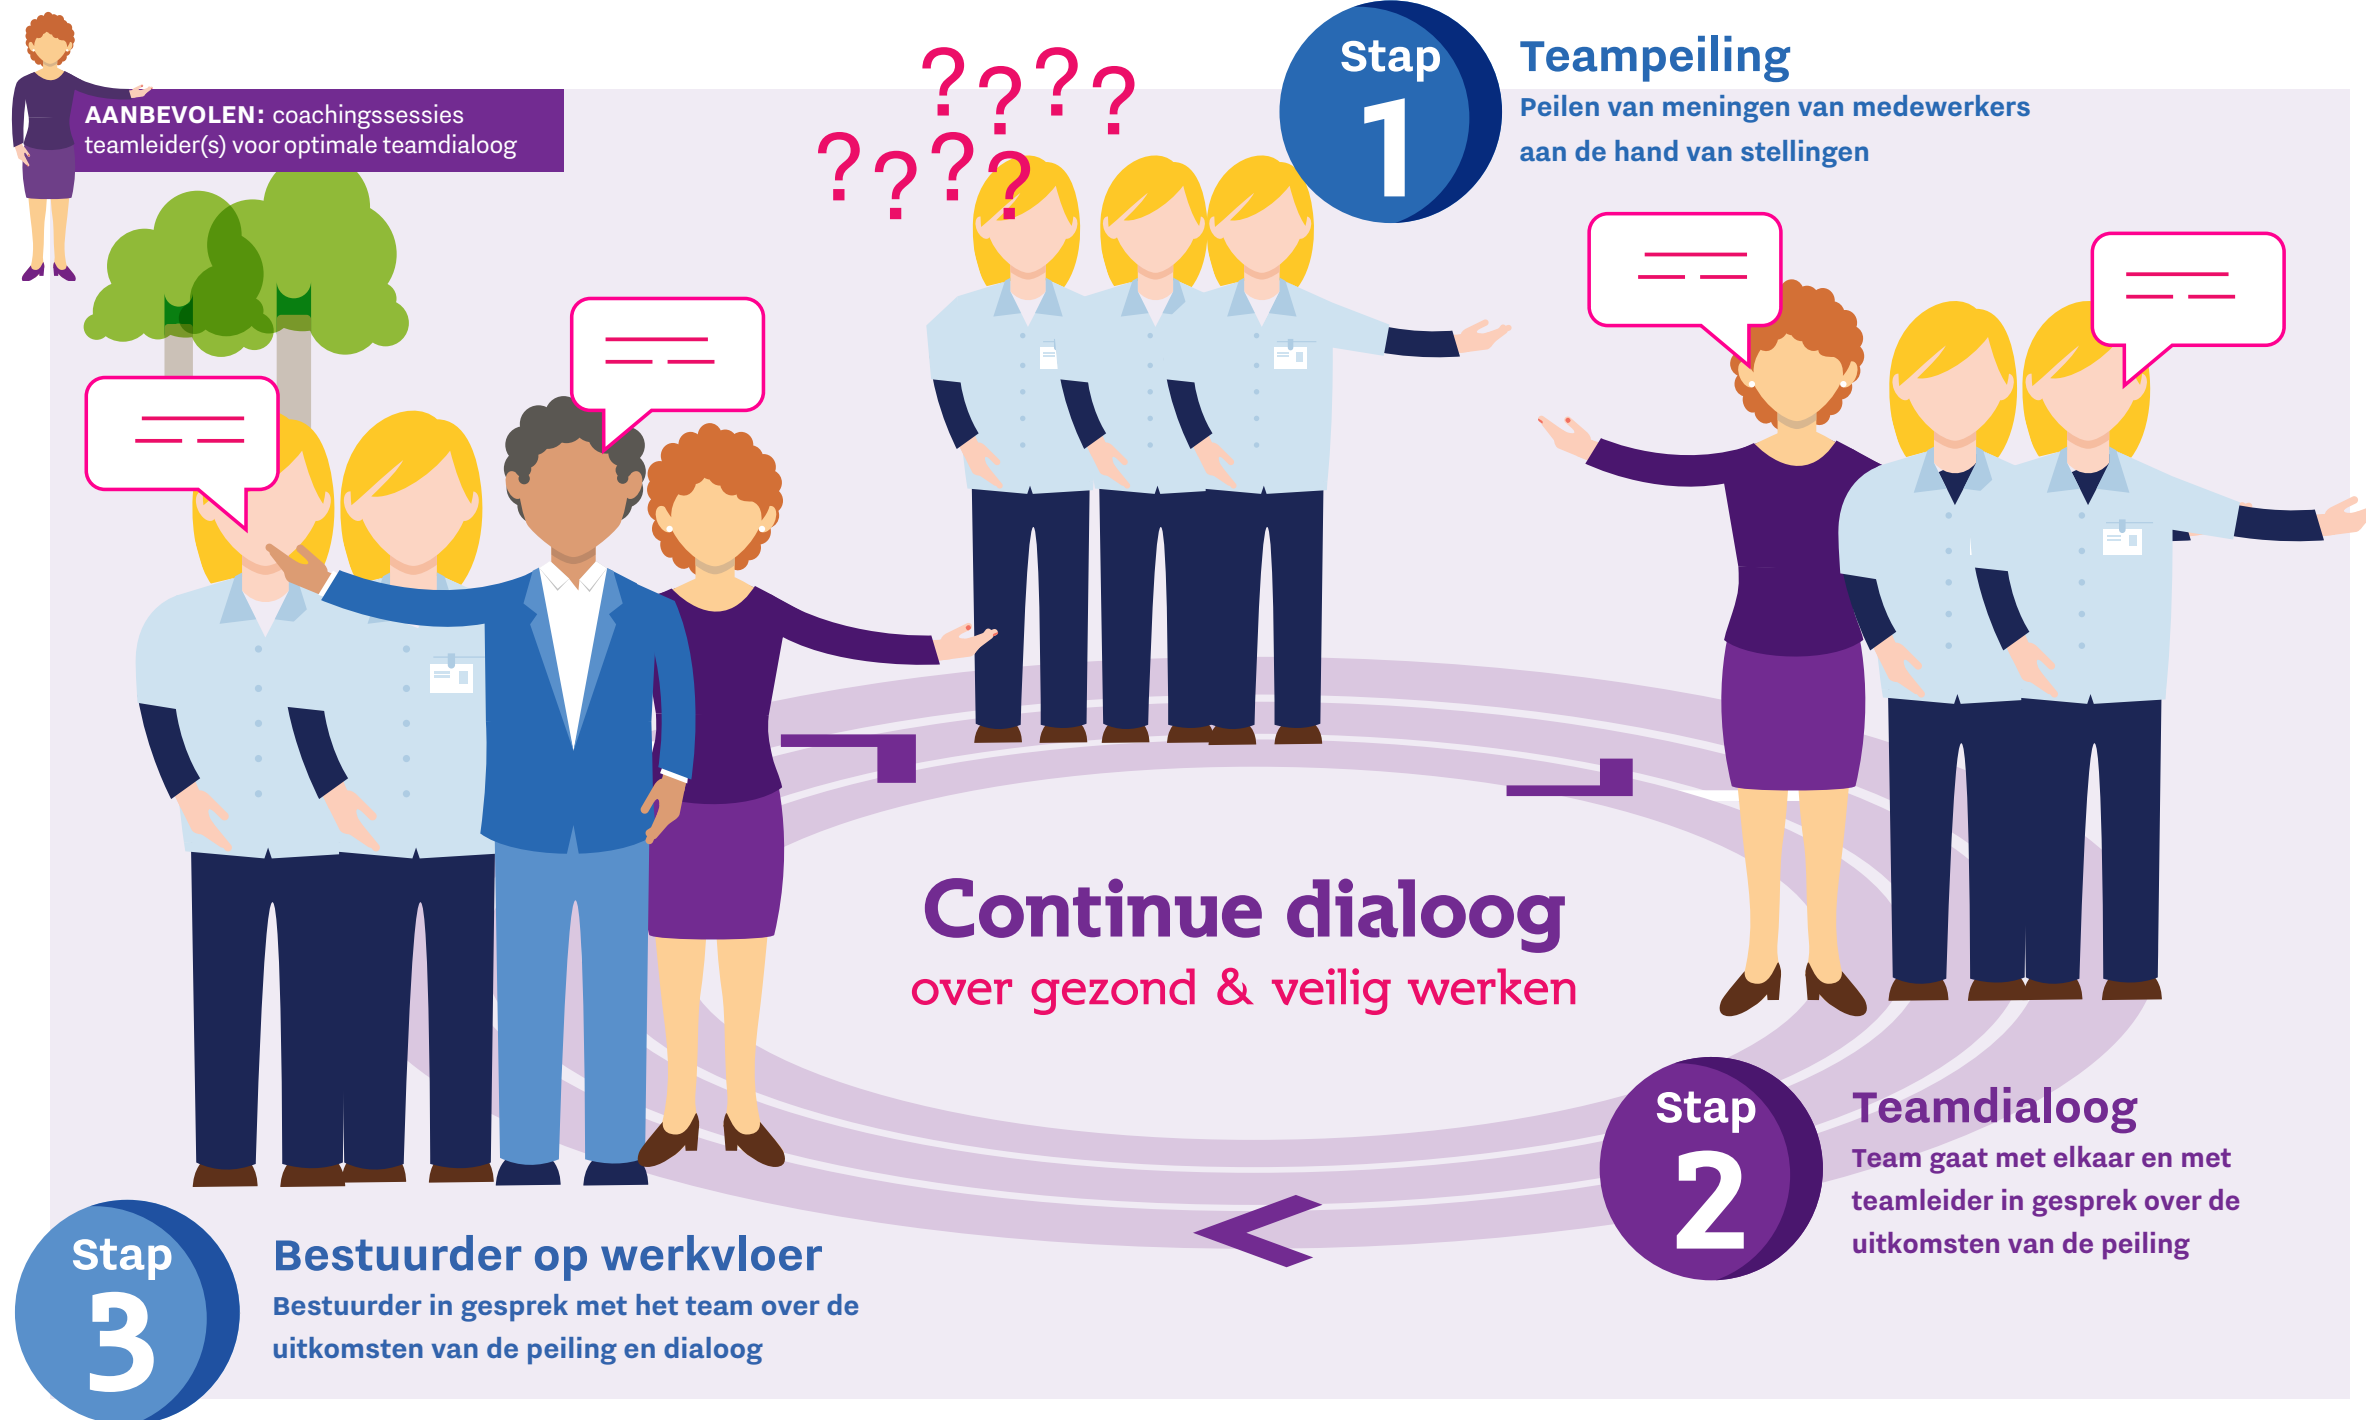 AANBEVOLEN: coachingssessies
teamleider(s) voor optimale teamdialoog
????
????
Stap
1
Teampeiling
Peilen van meningen van medewerkers
aan de hand van stellingen
Continue dialoog
over gezond & veilig werken
Stap
2
Teamdialoog
Team gaat met elkaar en met
teamleider in gesprek over de
uitkomsten van de peiling
Stap
3
Bestuurder op werkvloer
Bestuurder in gesprek met het team over de
uitkomsten van de peiling en dialoog